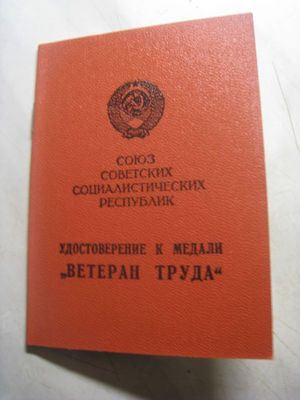 СОЮЗ
СОВЕТСКИХ
СОЦИАЛИСТИЧЕСКИХ
РЕСПУБЛИК
УДОСТОВЕРЕНИЕ К МЕДАЛИ
„ВЕТЕРАН ТРУДА“